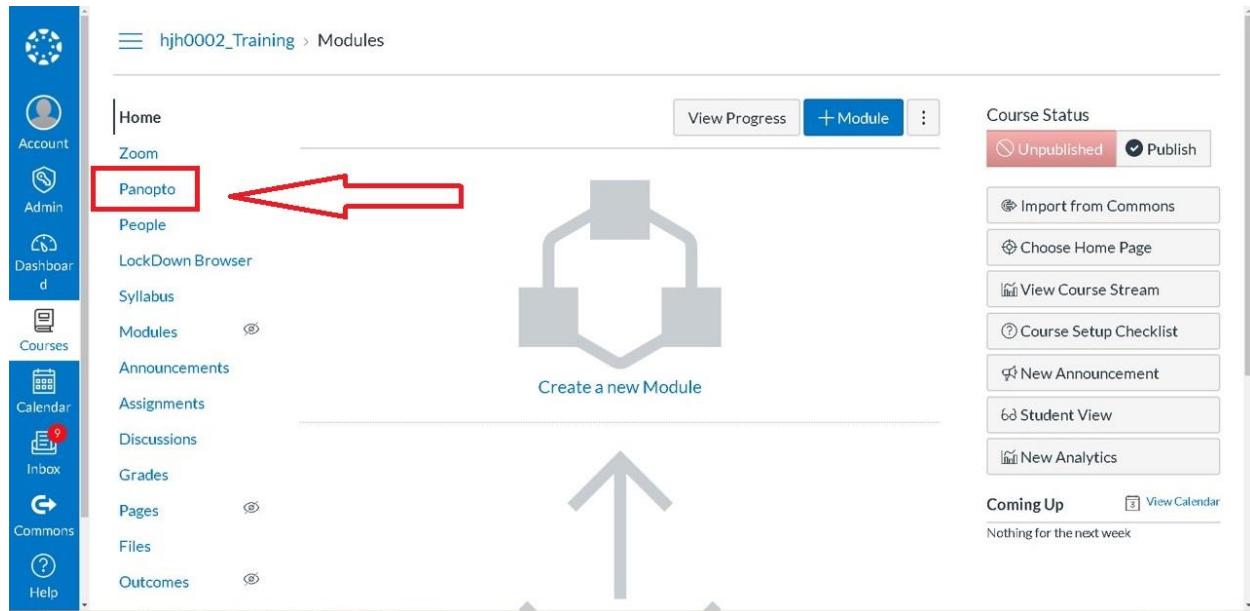 hjh0002_Training > Modules
Account
Admin
Dashboar
d
Courses
Calendar
9
Inbox
Commons
Help
Home
Zoom
Panopto
People
LockDown Browser
Syllabus
Modules
Announcements
Assignments
Discussions
Grades
Pages
Files
Outcomes
View Progress
+ Module
Create a new Module
Course Status
Unpublished
Publish
Import from Commons
Choose Home Page
View Course Stream
Course Setup Checklist
New Announcement
Student View
New Analytics
Coming Up
3
View Calendar
Nothing for the next week